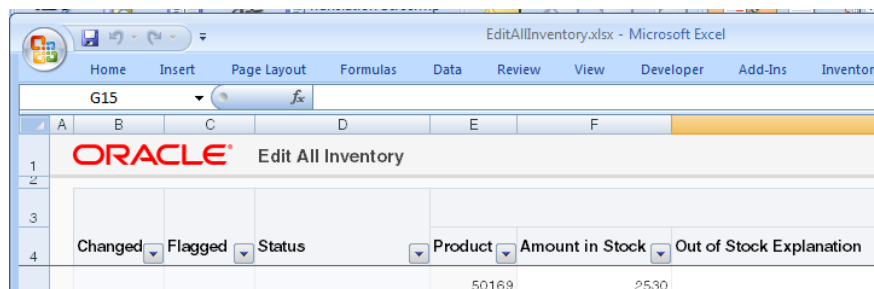 EditAllInventory.xlsx - Microsoft Excel
Home Insert Page Layout Formulas Data Review View Developer Add-Ins Inventor
G15 fx
A B C D E F
1 ORACLE Edit All Inventory
2
3
4 Changed Flagged Status Product Amount in Stock Out of Stock Explanation
50169 2530